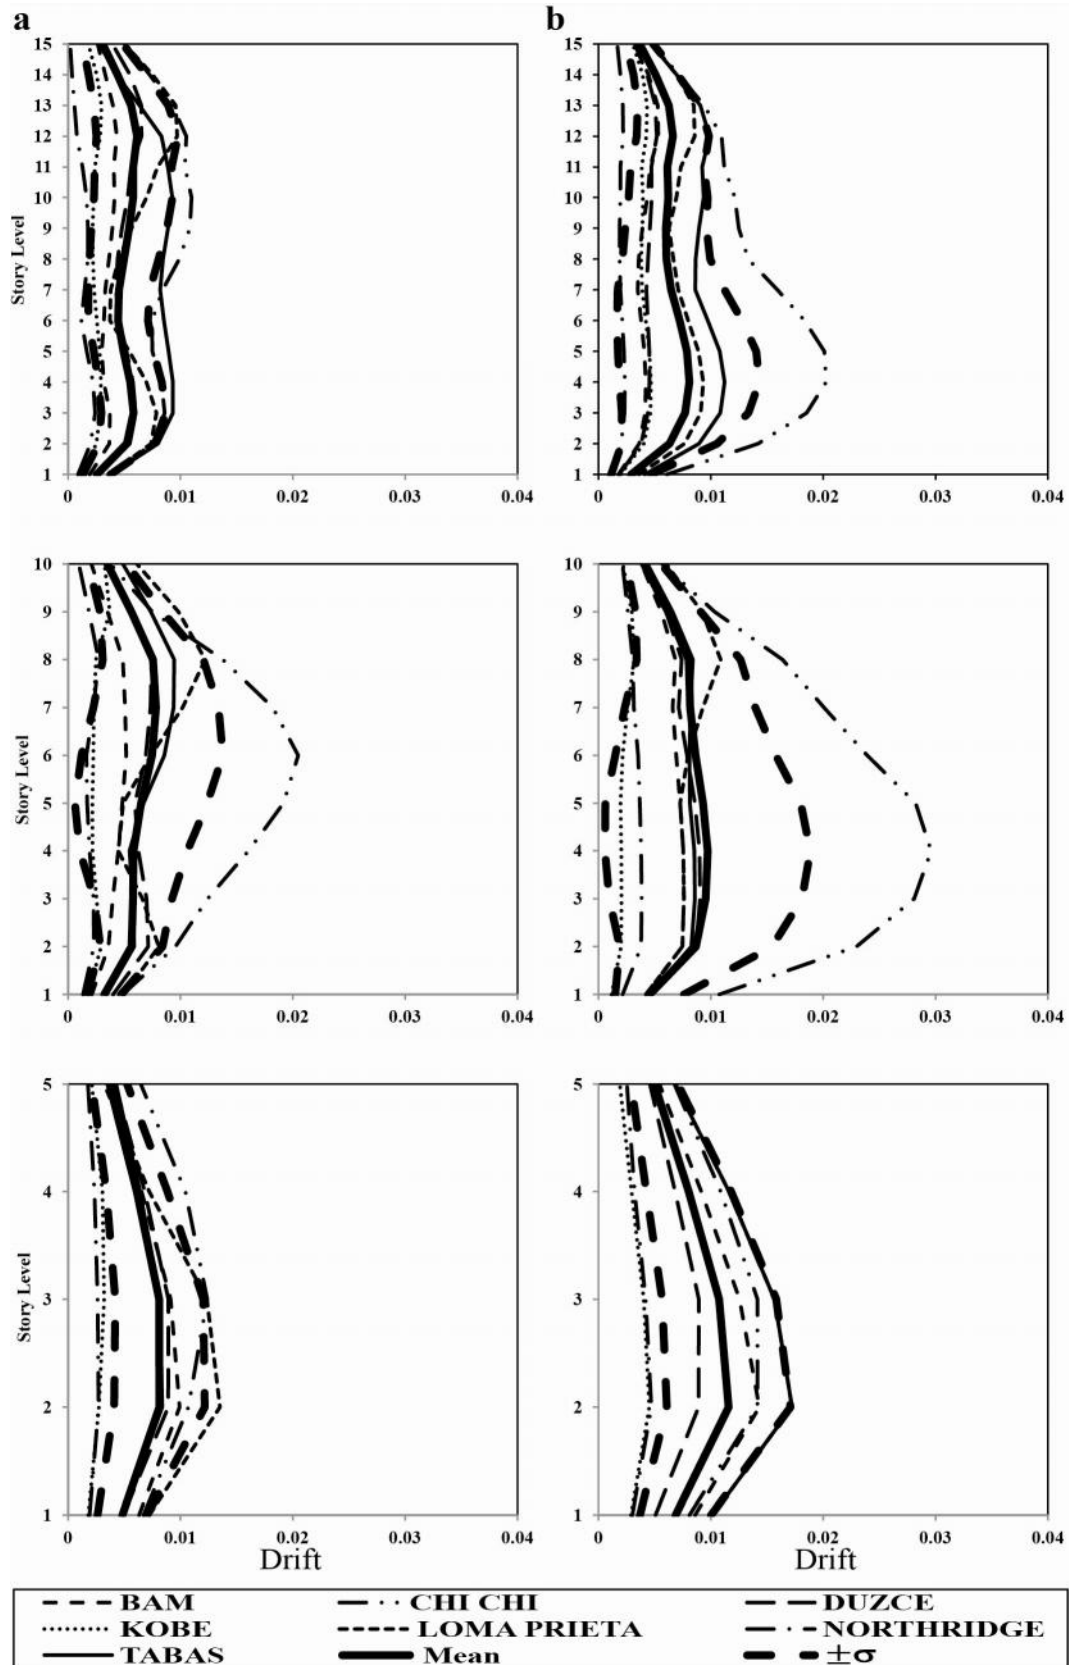 a b
15 15
14 14
13 13
12 12
11 11
10 10
9 9
8 8
7 7
6 6
5 5
4 4
3 3
2 2
1 1
Story Level
0 0.01 0.02 0.03 0.04 0 0.01 0.02 0.03 0.04
10 10
9 9
8 8
7 7
6 6
5 5
4 4
3 3
2 2
1 1
Story Level
0 0.01 0.02 0.03 0.04 0 0.01 0.02 0.03 0.04
5 5
4 4
3 3
2 2
1 1
Story Level
0 0.01 0.02 0.03 0.04 0 0.01 0.02 0.03 0.04
Drift Drift
BAM CHI CHI DUZCE
KOBE LOMA PRIETA NORTHRIDGE
TABAS Mean ±σ